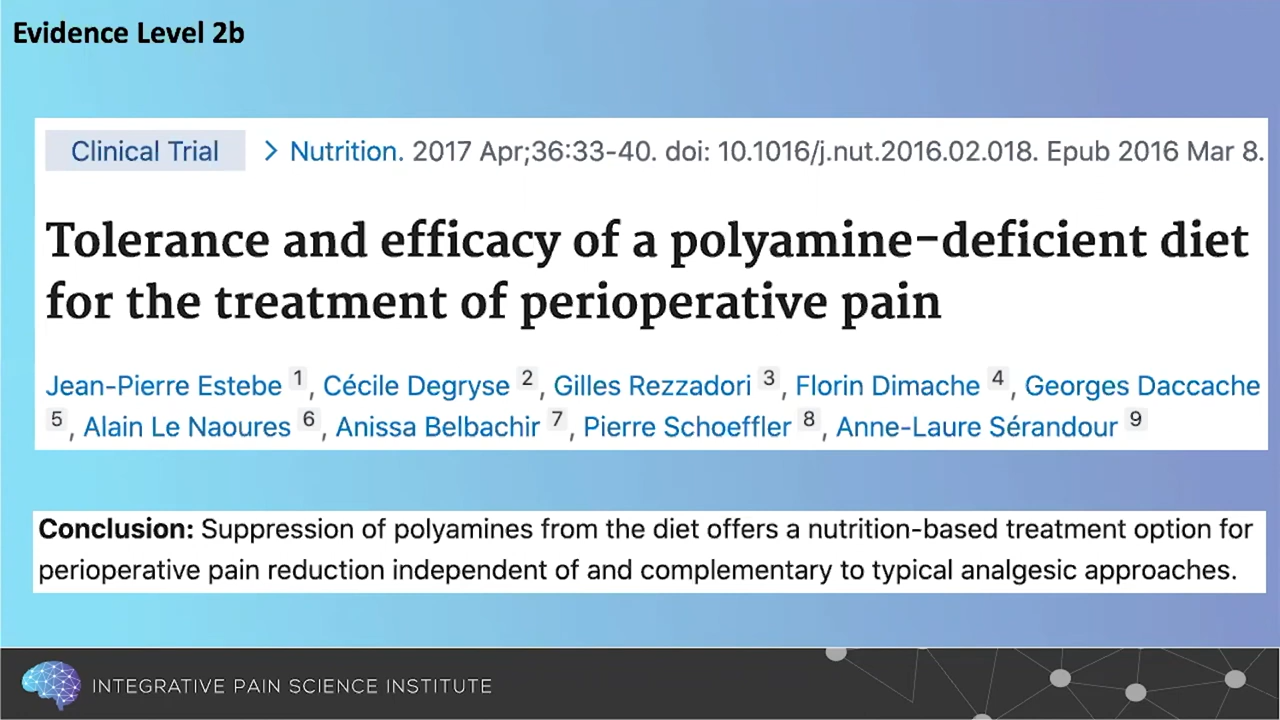 Evidence Level 2b
Clinical Trial > Nutrition. 2017 Apr;36:33-40. doi: 10.1016/j.nut.2016.02.018. Epub 2016 Mar 8.
Tolerance and efficacy of a polyamine-deficient diet
for the treatment of perioperative pain
Jean-Pierre Estebe 1, Cécile Degryse 2, Gilles Rezzadori 3, Florin Dimache 4, Georges Daccache
5, Alain Le Naoures 6, Anissa Belbachir 7, Pierre Schoeffler 8, Anne-Laure Sérandour 9
Conclusion: Suppression of polyamines from the diet offers a nutrition-based treatment option for
perioperative pain reduction independent of and complementary to typical analgesic approaches.
INTEGRATIVE PAIN SCIENCE INSTITUTE